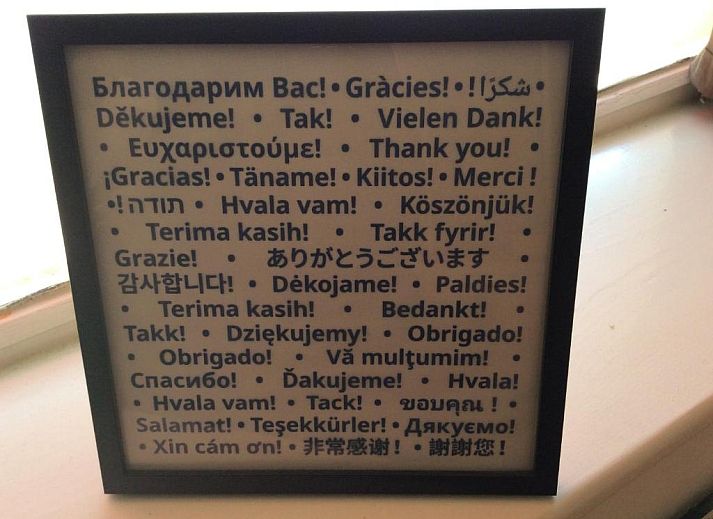 Благодарим Вас! • Gràcies! • شكرًا! •
Děkujeme! • Tak! • Vielen Dank!
• Ευχαριστούμε! • Thank you! •
¡Gracias! • Täname! • Kiitos! • Merci !
• תודה! • Hvala vam! • Köszönjük!
• Terima kasih! • Takk fyrir! •
Grazie! • ありがとうございます •
감사합니다! • Dėkojame! • Paldies!
• Terima kasih! • Bedankt! •
Takk! • Dziękujemy! • Obrigado!
• Obrigado! • Vă mulţumim! •
Спасибо! • Ďakujeme! • Hvala!
• Hvala vam! • Tack! • ขอบคุณ ! •
Salamat! • Teşekkürler! • Дякуємо!
• Xin cám ơn! • 非常感谢！ • 謝謝您！ •